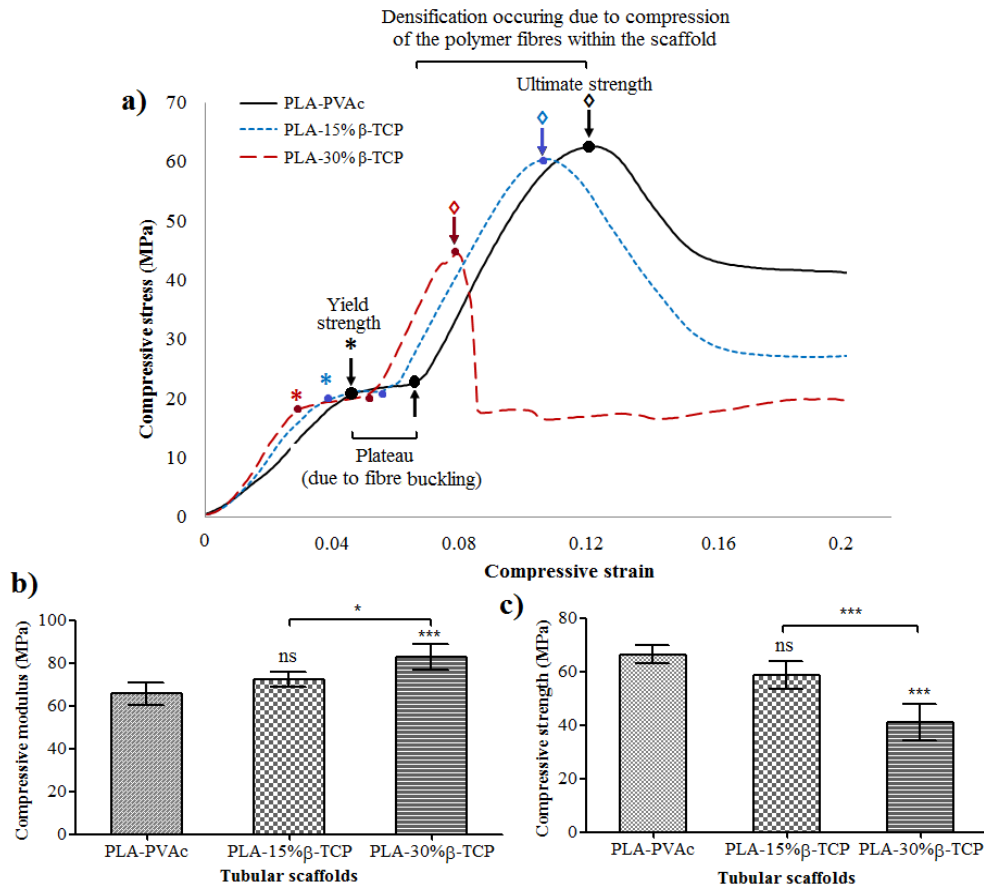 Densification occuring due to compression
of the polymer fibres within the scaffold
a)
Ultimate strength
PLA-PVAc
PLA-15% β-TCP
PLA-30% β-TCP
Compressive stress (MPa)
70
60
50
40
30
20
10
0
Yield
strength
*
*
*
Plateau
(due to fibre buckling)
0
0.04
0.08
0.12
0.16
0.2
Compressive strain
b)
Compressive modulus (MPa)
100
80
60
40
20
0
ns
*
***
PLA-PVAc
PLA-15%β-TCP
PLA-30%β-TCP
Tubular scaffolds
c)
Compressive strength (MPa)
80
60
40
20
0
ns
***
***
PLA-PVAc
PLA-15%β-TCP
PLA-30%β-TCP
Tubular scaffolds